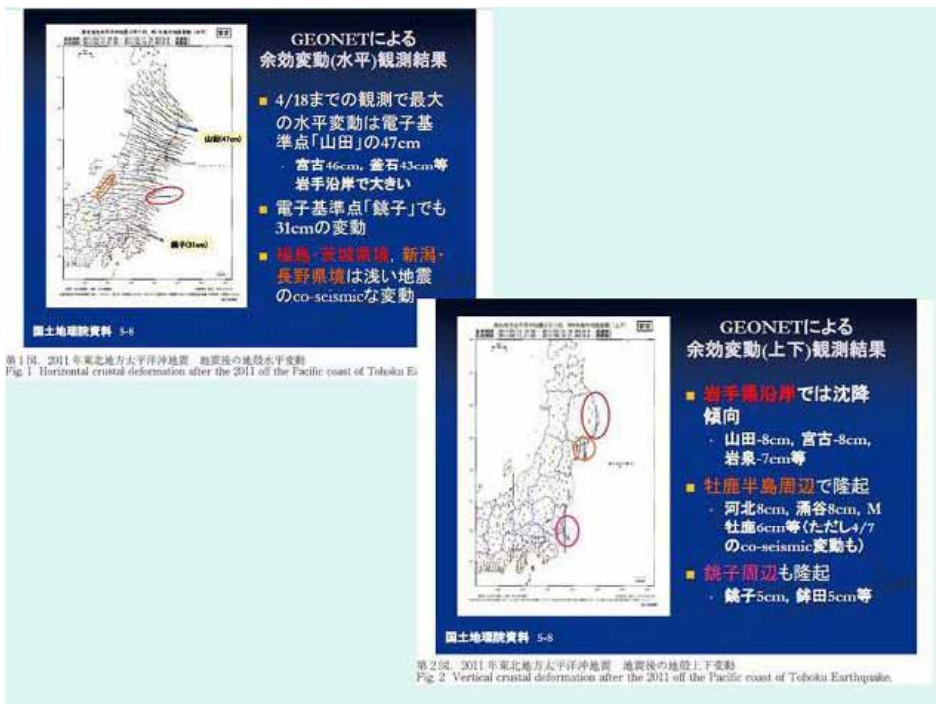 GEONETによる
余効変動(水平)観測結果
■ 4/18までの観測で最大
の水平変動は電子基
準点「山田」の47cm
・ 宮古46cm, 釜石43cm等
岩手沿岸で大きい
■ 電子基準点「銚子」でも
31cmの変動
■ 福島・茨城県境, 新潟・
長野県境は浅い地震
のco-seismicな変動
山田(47cm)
銚子(31cm)
国土地理院資料 5-8
第1図. 2011年東北地方太平洋沖地震 地震後の地殻水平変動
Fig. 1 Horizontal crustal deformation after the 2011 off the Pacific coast of Tohoku
GEONETによる
余効変動(上下)観測結果
■ 岩手県沿岸では沈降
傾向
・ 山田-8cm, 宮古-8cm,
岩泉-7cm等
■ 牡鹿半島周辺で隆起
・ 河北8cm, 涌谷8cm, M
牡鹿6cm等(ただし4/7
のco-seismic変動も)
■ 銚子周辺も隆起
・ 銚子5cm, 鉾田5cm等
国土地理院資料 5-8
第2図. 2011年東北地方太平洋沖地震 地震後の地殻上下変動
Fig. 2 Vertical crustal deformation after the 2011 off the Pacific coast of Tohoku Earthquake.